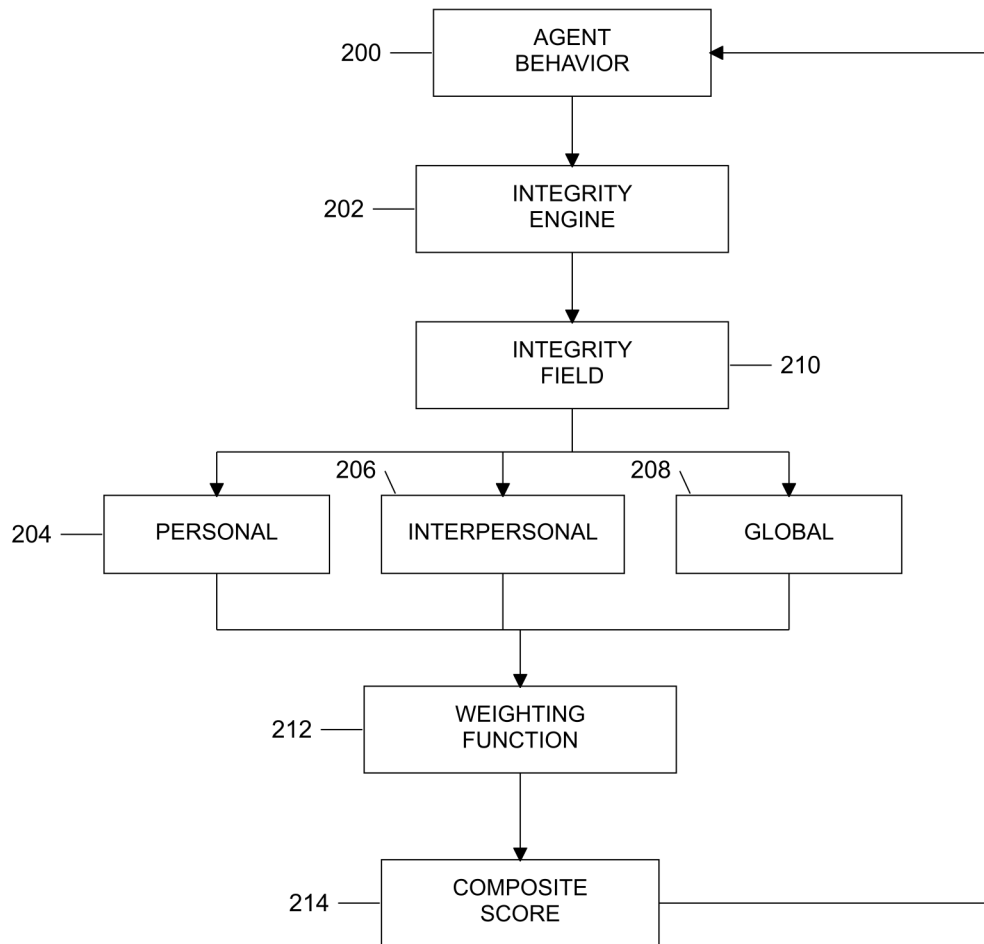 200
AGENT
BEHAVIOR
202
INTEGRITY
ENGINE
INTEGRITY
FIELD
210
206
208
204
PERSONAL
INTERPERSONAL
GLOBAL
212
WEIGHTING
FUNCTION
214
COMPOSITE
SCORE